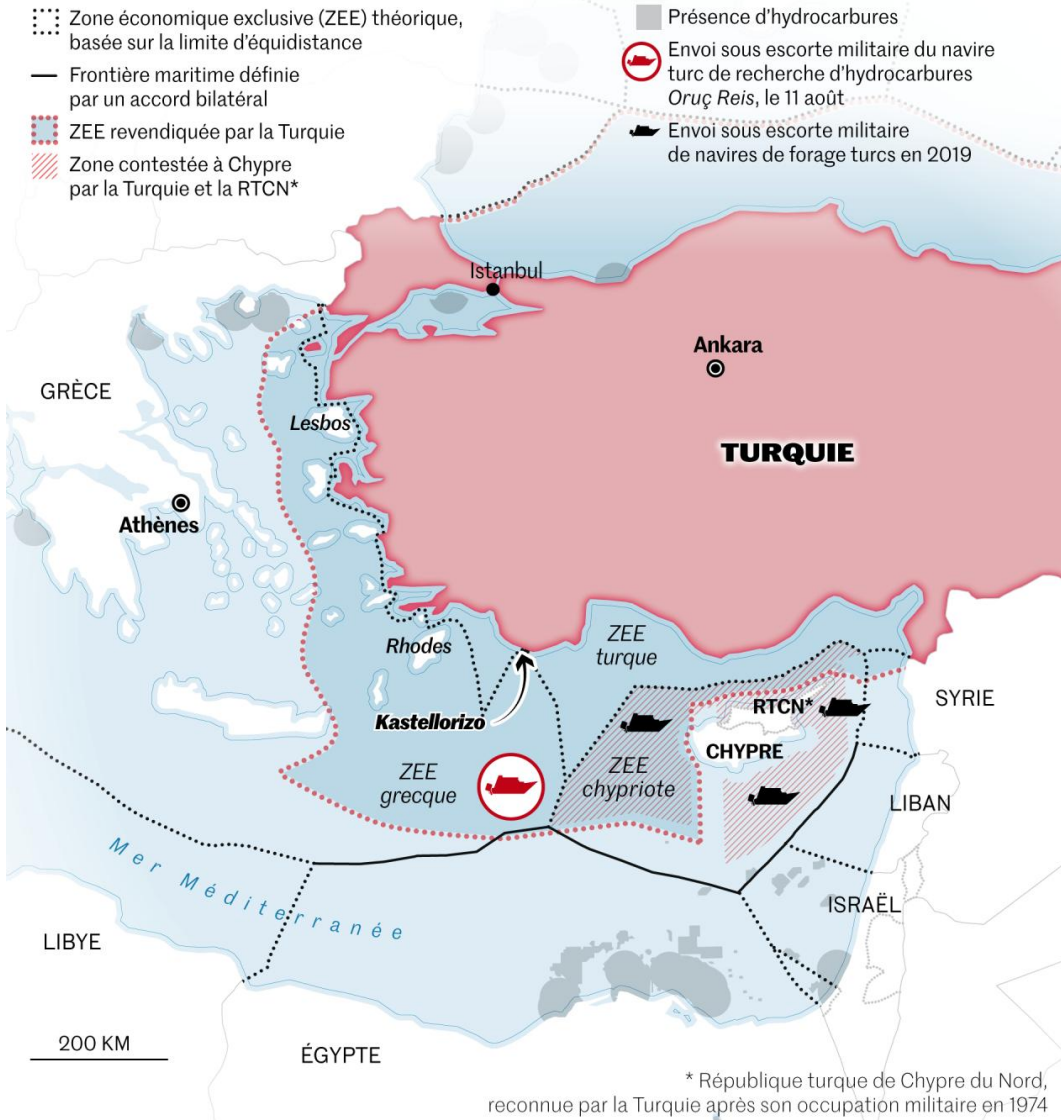 Zone économique exclusive (ZEE) théorique,
basée sur la limite d’équidistance
Frontière maritime définie
par un accord bilatéral
ZEE revendiquée par la Turquie
Zone contestée à Chypre
par la Turquie et la RTCN*
Présence d’hydrocarbures
Envoi sous escorte militaire du navire
turc de recherche d’hydrocarbures
Oruç Reis, le 11 août
Envoi sous escorte militaire
de navires de forage turcs en 2019
Istanbul
Ankara
GRÈCE
Lesbos
TURQUIE
Athènes
Rhodes
ZEE
turque
Kastellorizo
RTCN*
SYRIE
CHYPRE
ZEE
grecque
ZEE
chypriote
LIBAN
Mer Méditerranée
ISRAËL
LIBYE
200 KM
ÉGYPTE
* République turque de Chypre du Nord,
reconnue par la Turquie après son occupation militaire en 1974